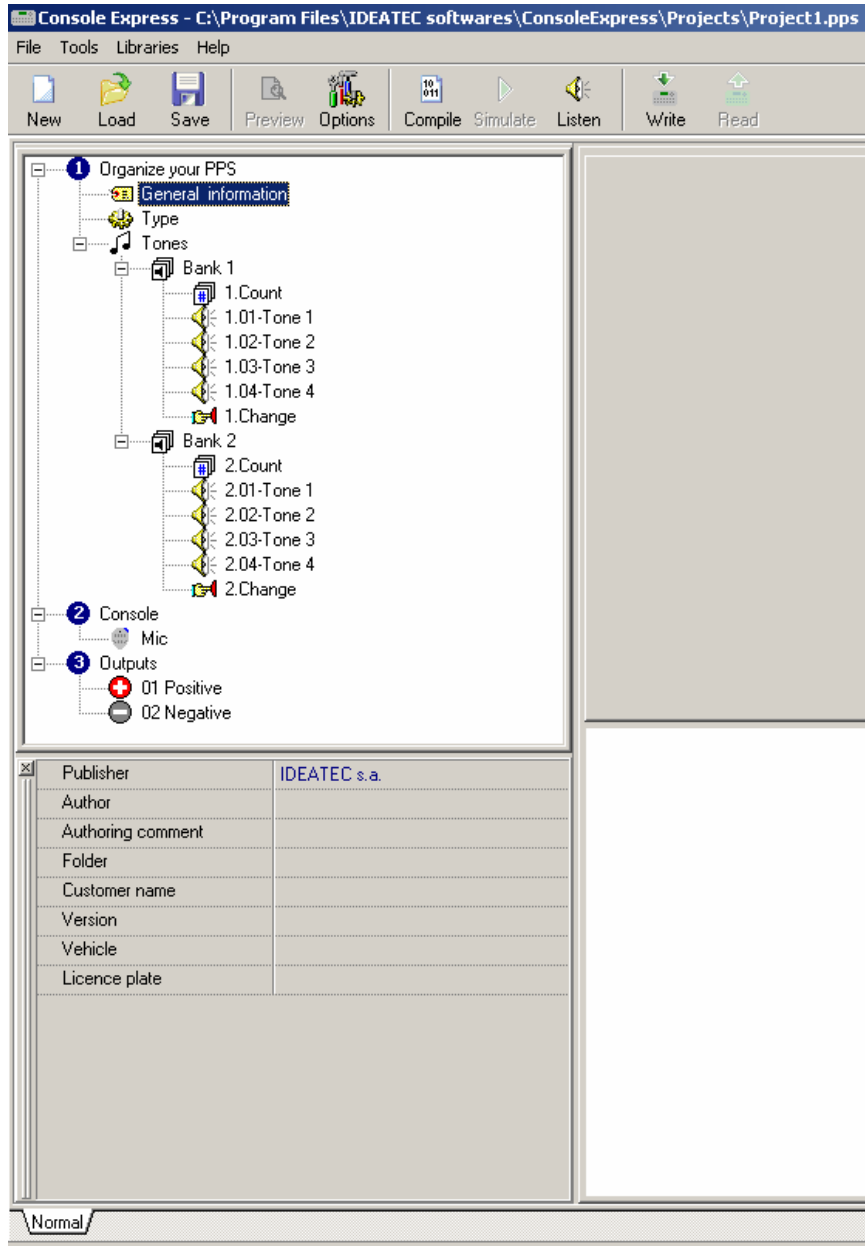 Console Express - C:\Program Files\IDEATEC softwares\ConsoleExpress\Projects\Project1.pps
File Tools Libraries Help
New Load Save Preview Options Compile Simulate Listen Write Read
1 Organize your PPS
General information
Type
Tones
Bank 1
1.Count
1.01-Tone 1
1.02-Tone 2
1.03-Tone 3
1.04-Tone 4
1.Change
Bank 2
2.Count
2.01-Tone 1
2.02-Tone 2
2.03-Tone 3
2.04-Tone 4
2.Change
2 Console
Mic
3 Outputs
01 Positive
02 Negative
Publisher IDEATEC s.a.
Author
Authoring comment
Folder
Customer name
Version
Vehicle
Licence plate
Normal